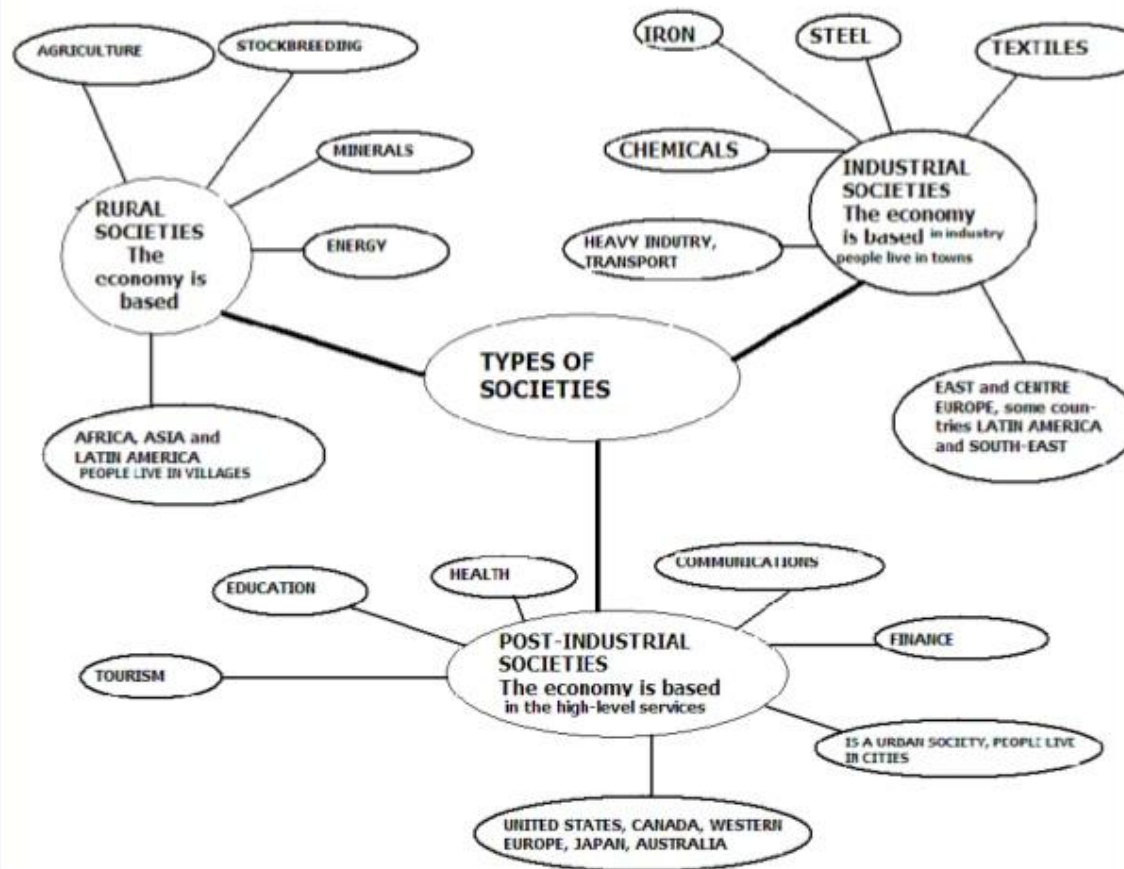 AGRICULTURE
STOCKBREEDING
MINERALS
ENERGY
RURAL
SOCIETIES
The
economy is
based
AFRICA, ASIA and
LATIN AMERICA
PEOPLE LIVE IN VILLAGES
IRON
STEEL
TEXTILES
CHEMICALS
HEAVY INDUTRY,
TRANSPORT
INDUSTRIAL
SOCIETIES
The economy
is based in industry
people live in towns
EAST and CENTRE
EUROPE, some coun-
tries LATIN AMERICA
and SOUTH-EAST
TYPES OF
SOCIETIES
EDUCATION
HEALTH
COMMUNICATIONS
TOURISM
FINANCE
POST-INDUSTRIAL
SOCIETIES
The economy is based
in the high-level services
IS A URBAN SOCIETY, PEOPLE LIVE
IN CITIES
UNITED STATES, CANADA, WESTERN
EUROPE, JAPAN, AUSTRALIA